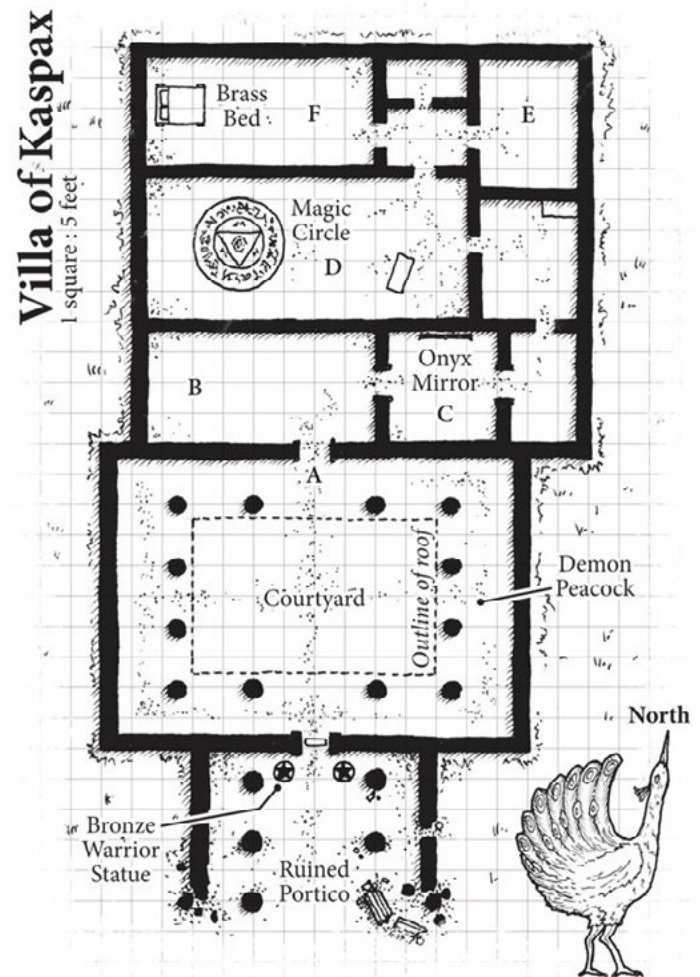 Villa of Kaspax
1 square : 5 feet
Brass
Bed
F
E
Magic
Circle
D
Onyx
Mirror
B
C
A
Courtyard
Outline of roof
Demon
Peacock
North
Bronze
Warrior
Statue
Ruined
Portico